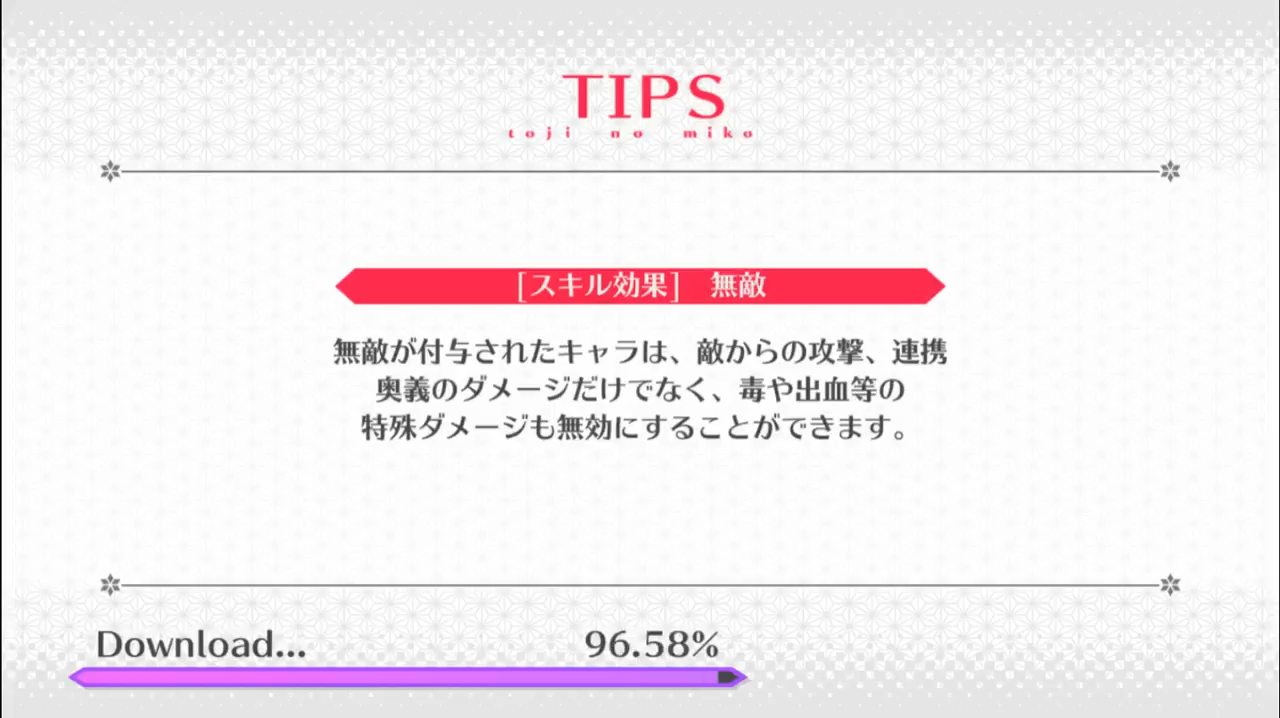 TIPS
toji no miko
[スキル効果] 無敵
無敵が付与されたキャラは、敵からの攻撃、連携
奥義のダメージだけでなく、毒や出血等の
特殊ダメージも無効にすることができます。
Download... 96.58%